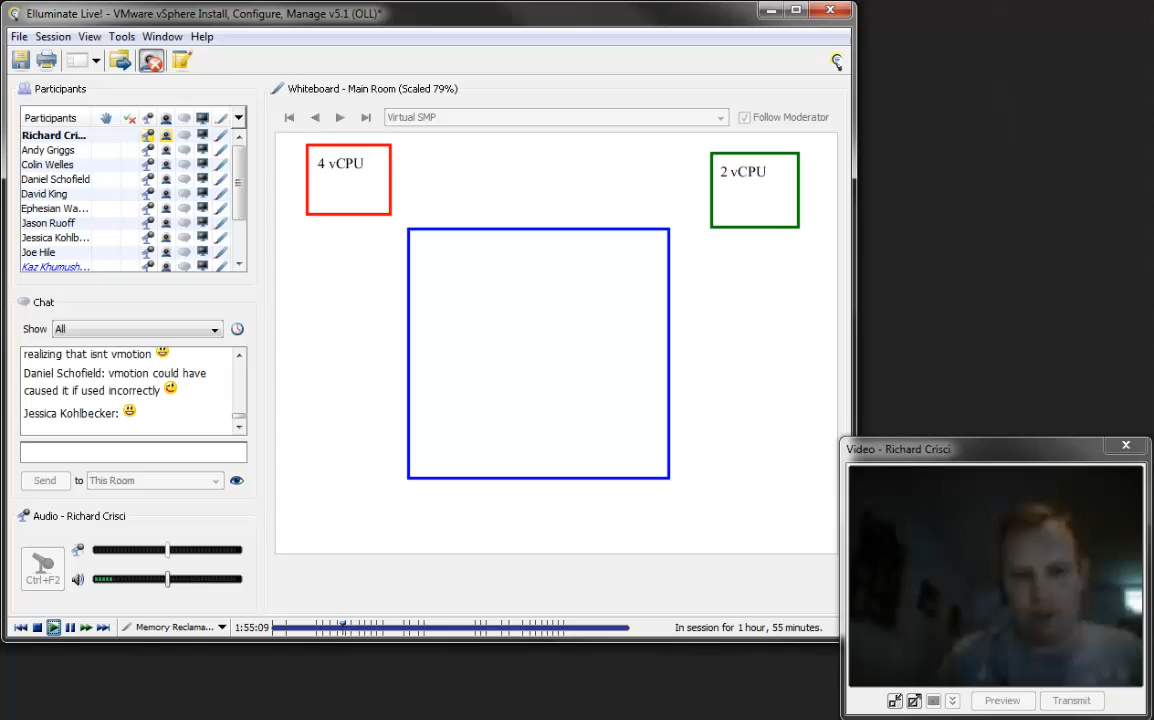 Elluminate Live! - VMware vSphere Install, Configure, Manage v5.1 (OLL)*
File Session View Tools Window Help
Participants
Participants
Richard Cri...
Andy Griggs
Colin Welles
Daniel Schofield
David King
Ephesian Wa...
Jason Ruoff
Jessica Kohlb...
Joe Hile
Kaz Khumush...
Chat
Show All
realizing that isnt vmotion
Daniel Schofield: vmotion could have
caused it if used incorrectly
Jessica Kohlbecker:
Send to This Room
Audio - Richard Crisci
Ctrl+F2
Whiteboard - Main Room (Scaled 79%)
Virtual SMP Follow Moderator
4 vCPU
2 vCPU
Memory Reclama... 1:55:09 In session for 1 hour, 55 minutes.
Video - Richard Crisci
Preview Transmit